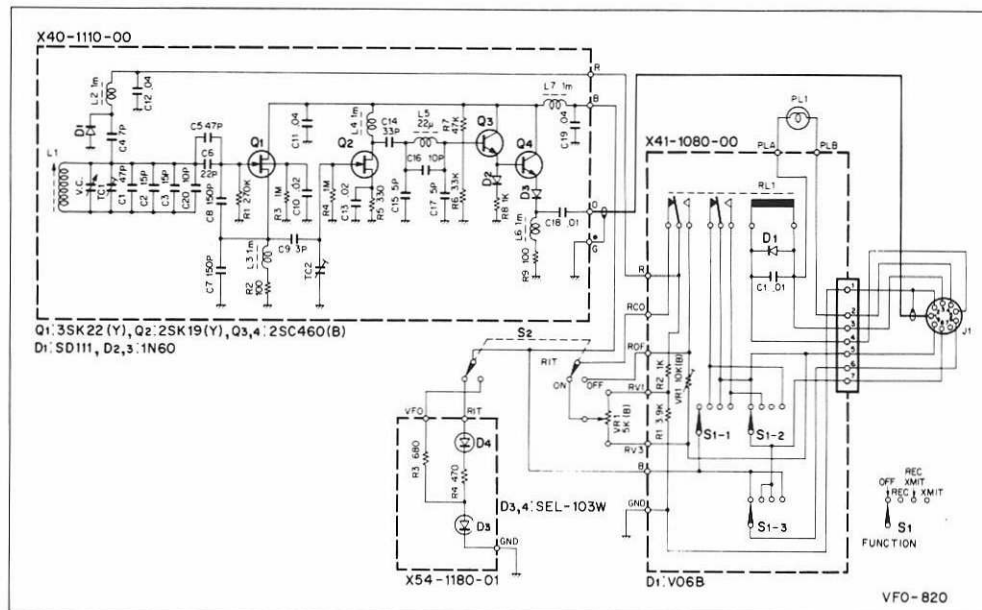 X40-1110-00
L2 1m
C12 .04
D1
C4 7P
L1
V.C.
TC1
C1 47P
C2 15P
C3 15P
C20 10P
C5 47P
C6
22P
C8 150P
C7 150P
R1 270K
Q1
C11 .04
R3 1M
C10 .02
L3 1m
R2
100
C9 3P
TC2
R4 1M
C13 .02
Q2
L4 1m
R5 330
C14
33P
C15 5P
C16 10P
L5
22μ
C17 5P
R7
47K
R6 33K
Q3
D2
R8 1K
Q4
D3
L6 1m
R9 100
C18 .01
L7 1m
C19 .04
R
B
O
G
Q1:3SK22(Y), Q2:2SK19(Y), Q3,4:2SC460(B)
D1:SD111, D2,3:1N60
S2
RIT
ON
OFF
VR1
5K(B)
VFO
RIT
R3 680
D4
R4 470
D3
GND
X54-1180-01
D3,4:SEL-103W
PL1
PLA
PLB
X41-1080-00
RL1
D1
C1 .01
R
RCO
ROF
RV1
RV3
B
GND
R2 1K
VR1 10K(B)
R1 3.9K
S1-1
S1-2
S1-3
1
2
3
4
5
6
7
J1
REC
OFF XMIT
REC XMIT
S1
FUNCTION
D1:V06B
VFO-820